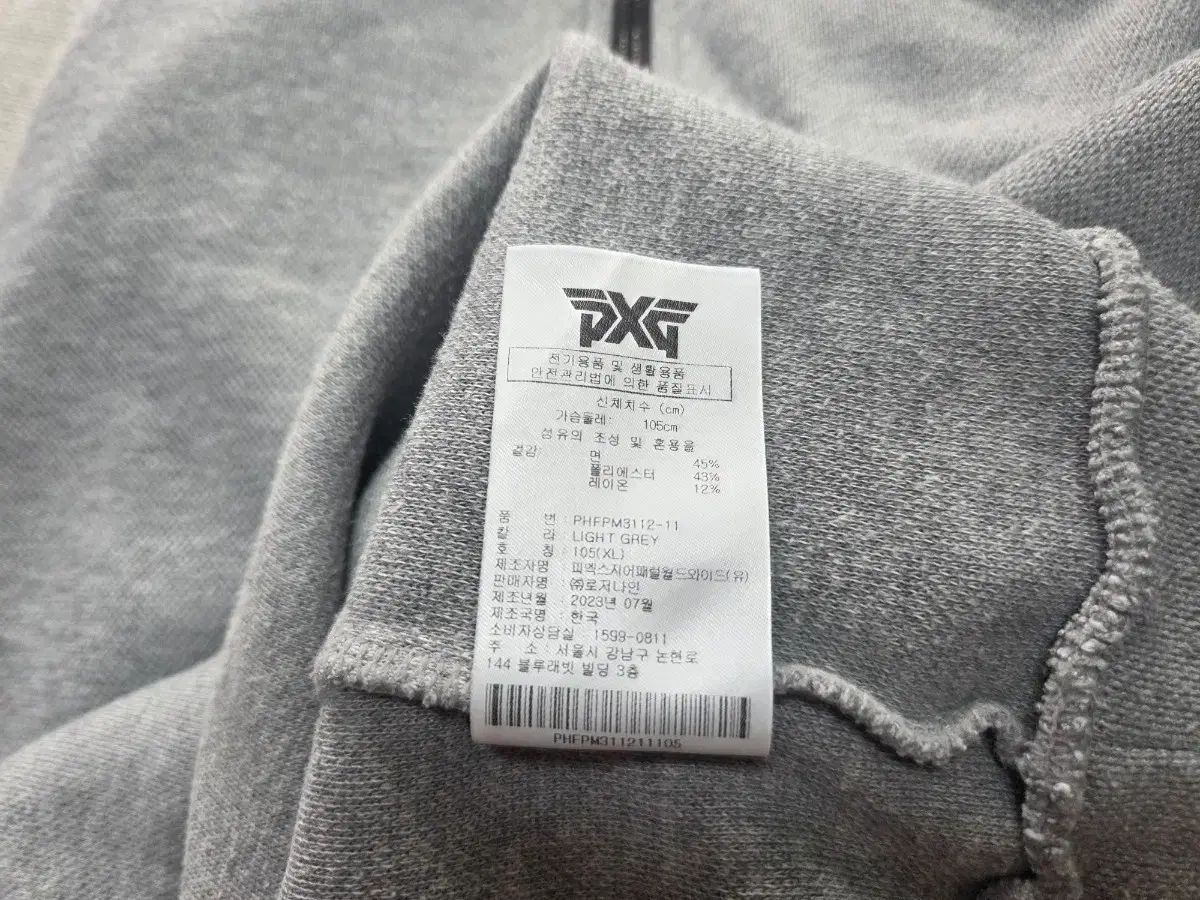 PXG
전기용품 및 생활용품
안전관리법에 의한 품질표시
신체치수 (cm)
가슴둘레: 105cm
섬유의 조성 및 혼용율
겉감 면 45%
폴리에스터 43%
레이온 12%
품 번 : PHFPM3112-11
칼 라 : LIGHT GREY
호 칭 : 105(XL)
제조자명 : 피엑스지어패럴월드와이드(유)
판매자명 : ㈜로저나인
제조년월 : 2023년 07월
제조국명 : 한국
소비자상담실 : 1599-0811
주 소 : 서울시 강남구 논현로
144 블루래빗 빌딩 3층
PHFPM311211105